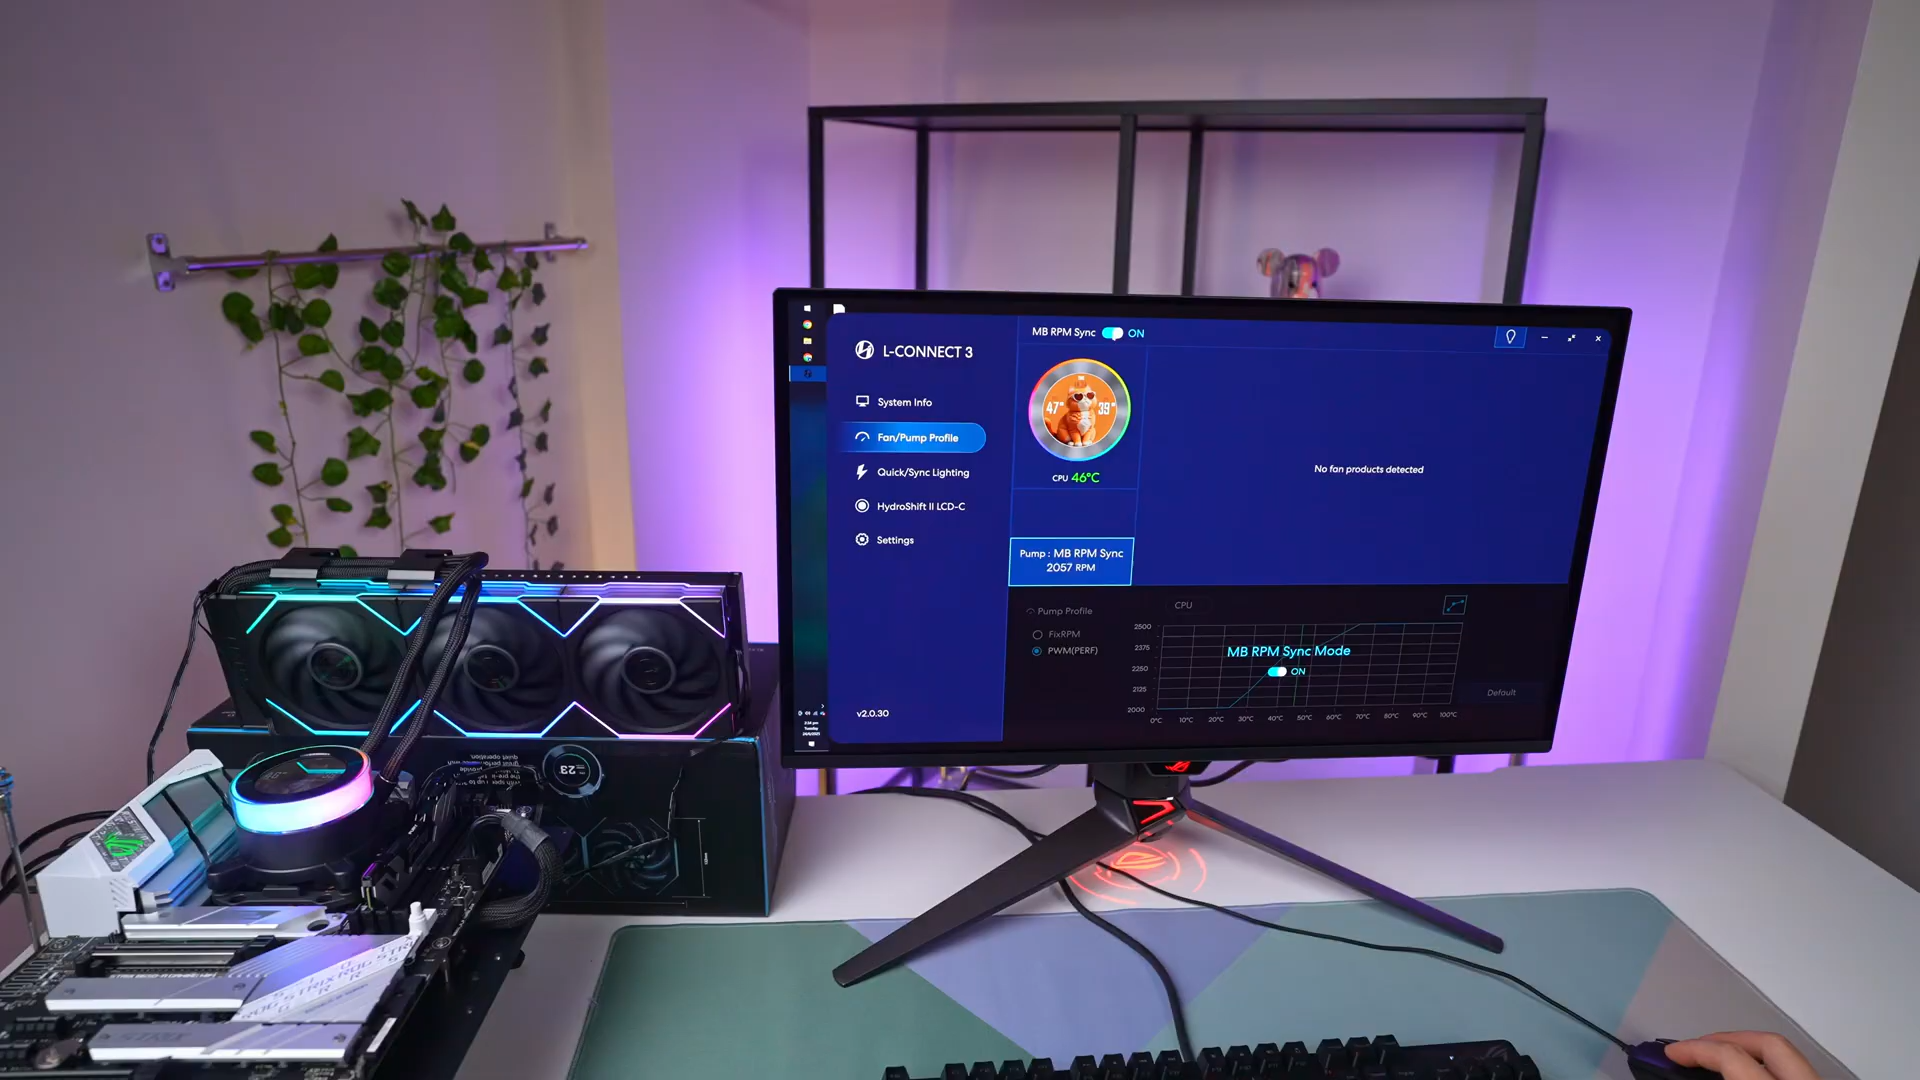 L-CONNECT 3
System Info
Fan/Pump Profile
Quick/Sync Lighting
HydroShift II LCD-C
Settings
v2.0.30
MB RPM Sync ON
47° 39°
CPU 46°C
Pump : MB RPM Sync
2057 RPM
No fan products detected
Pump Profile
FixRPM
PWM(PERF)
CPU
2500
2375
2250
2125
2000
MB RPM Sync Mode
ON
0°C 10°C 20°C 30°C 40°C 50°C 60°C 70°C 80°C 90°C 100°C
Default
23